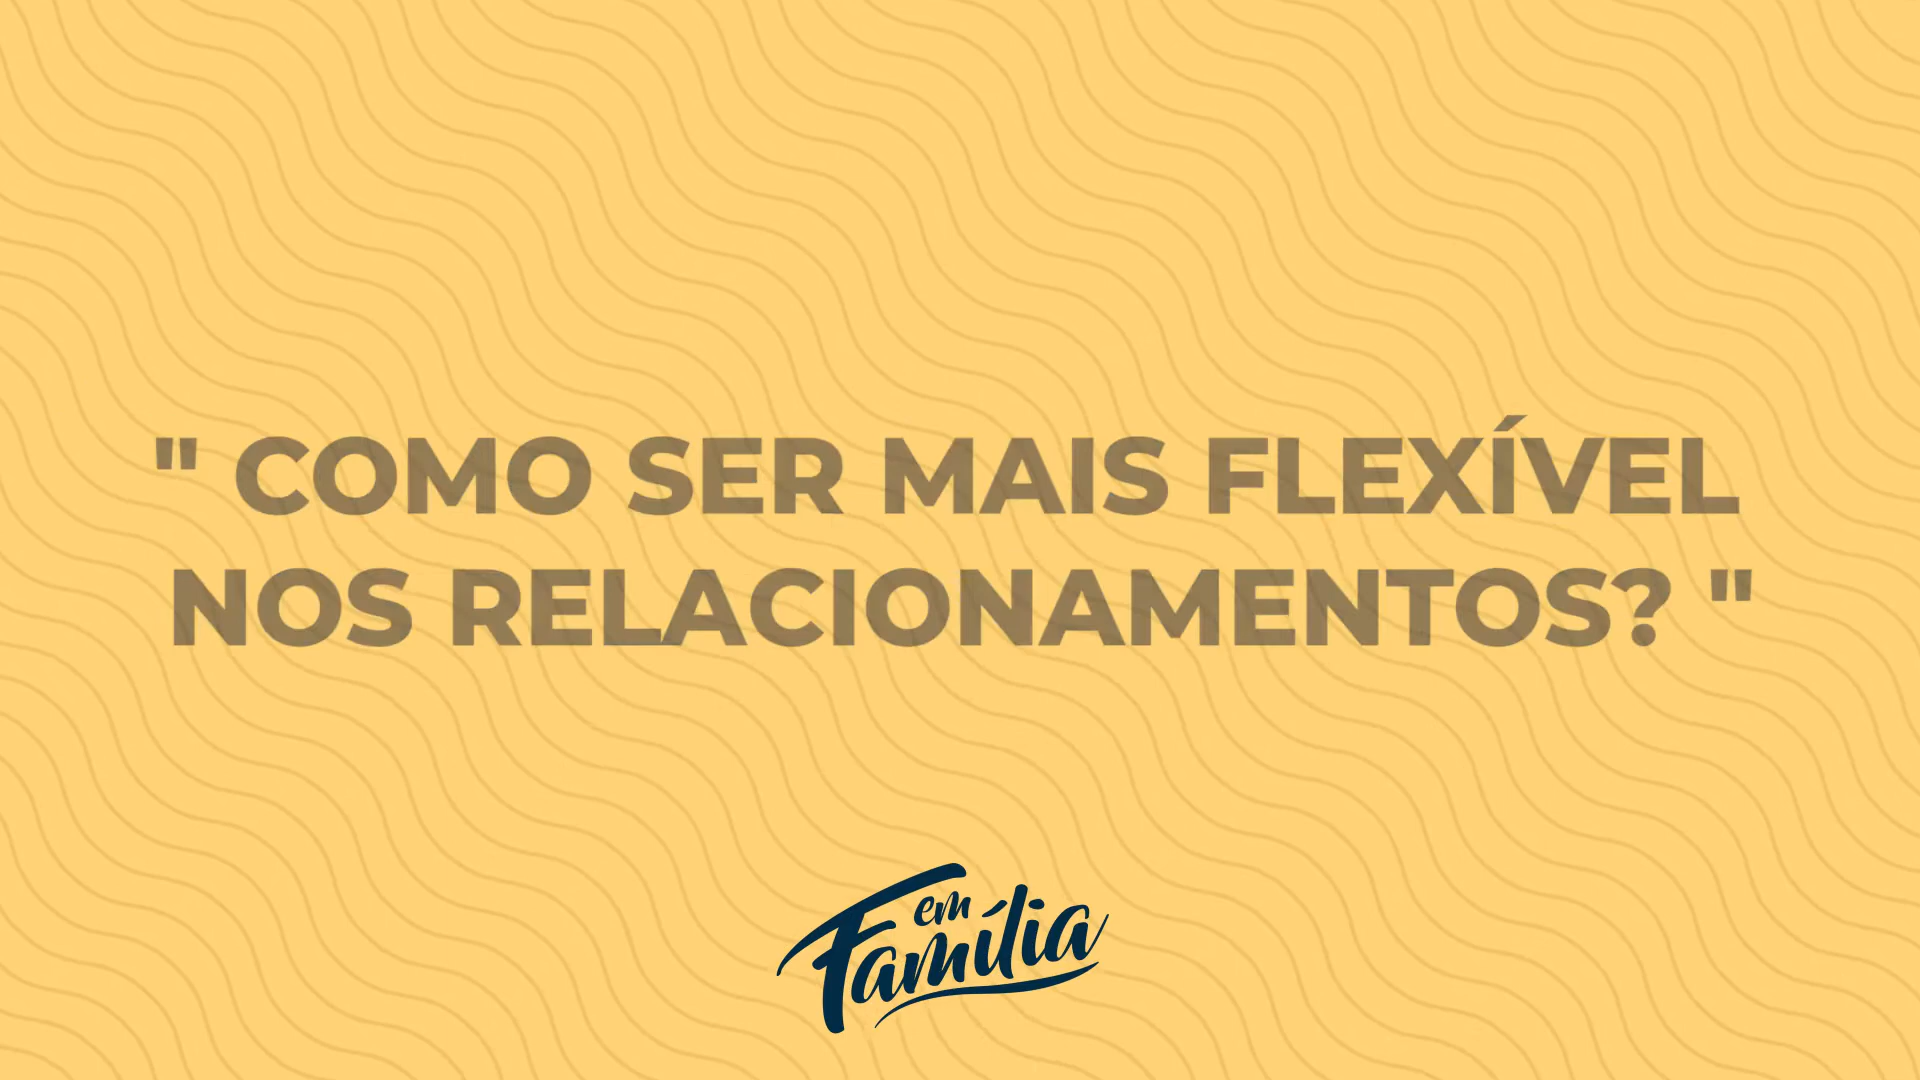 " COMO SER MAIS FLEXÍVEL
NOS RELACIONAMENTOS? "
em
Família